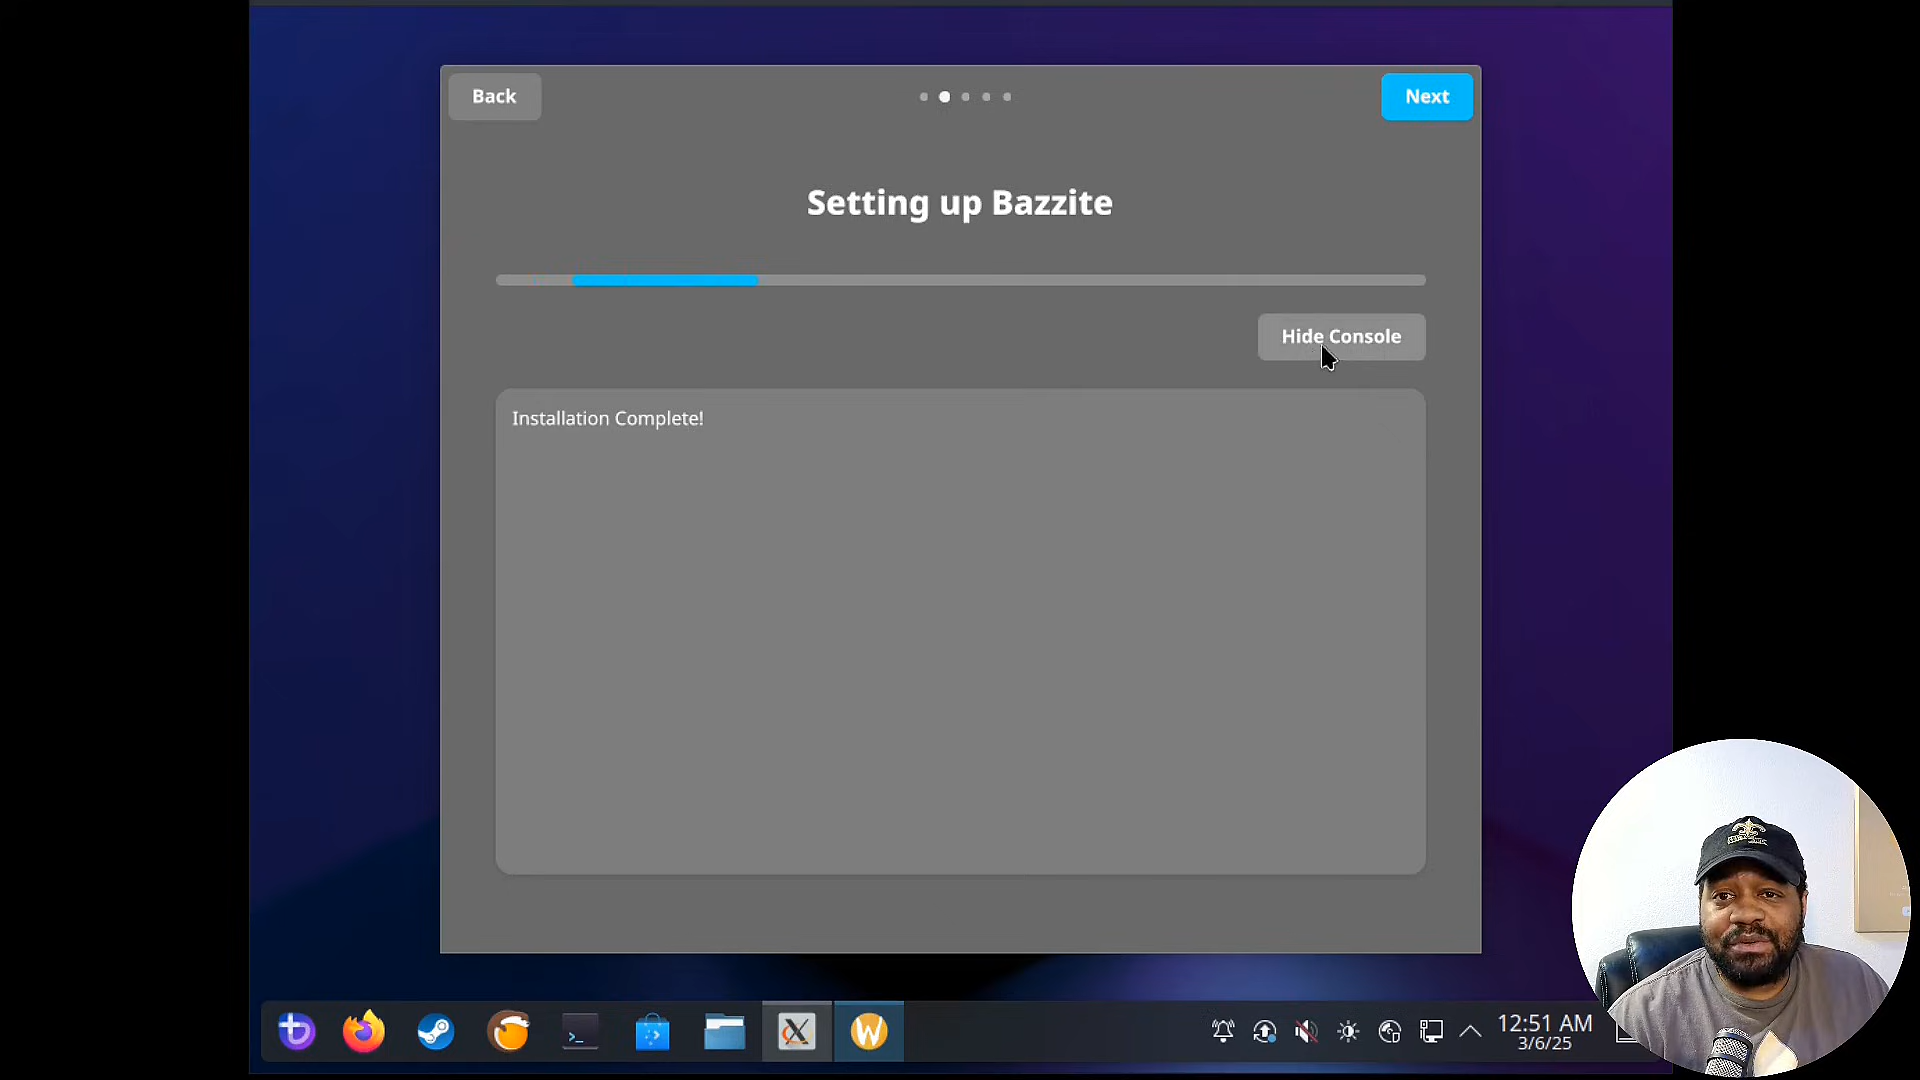 Back
Next
Setting up Bazzite
Hide Console
Installation Complete!
12:51 AM
3/6/25